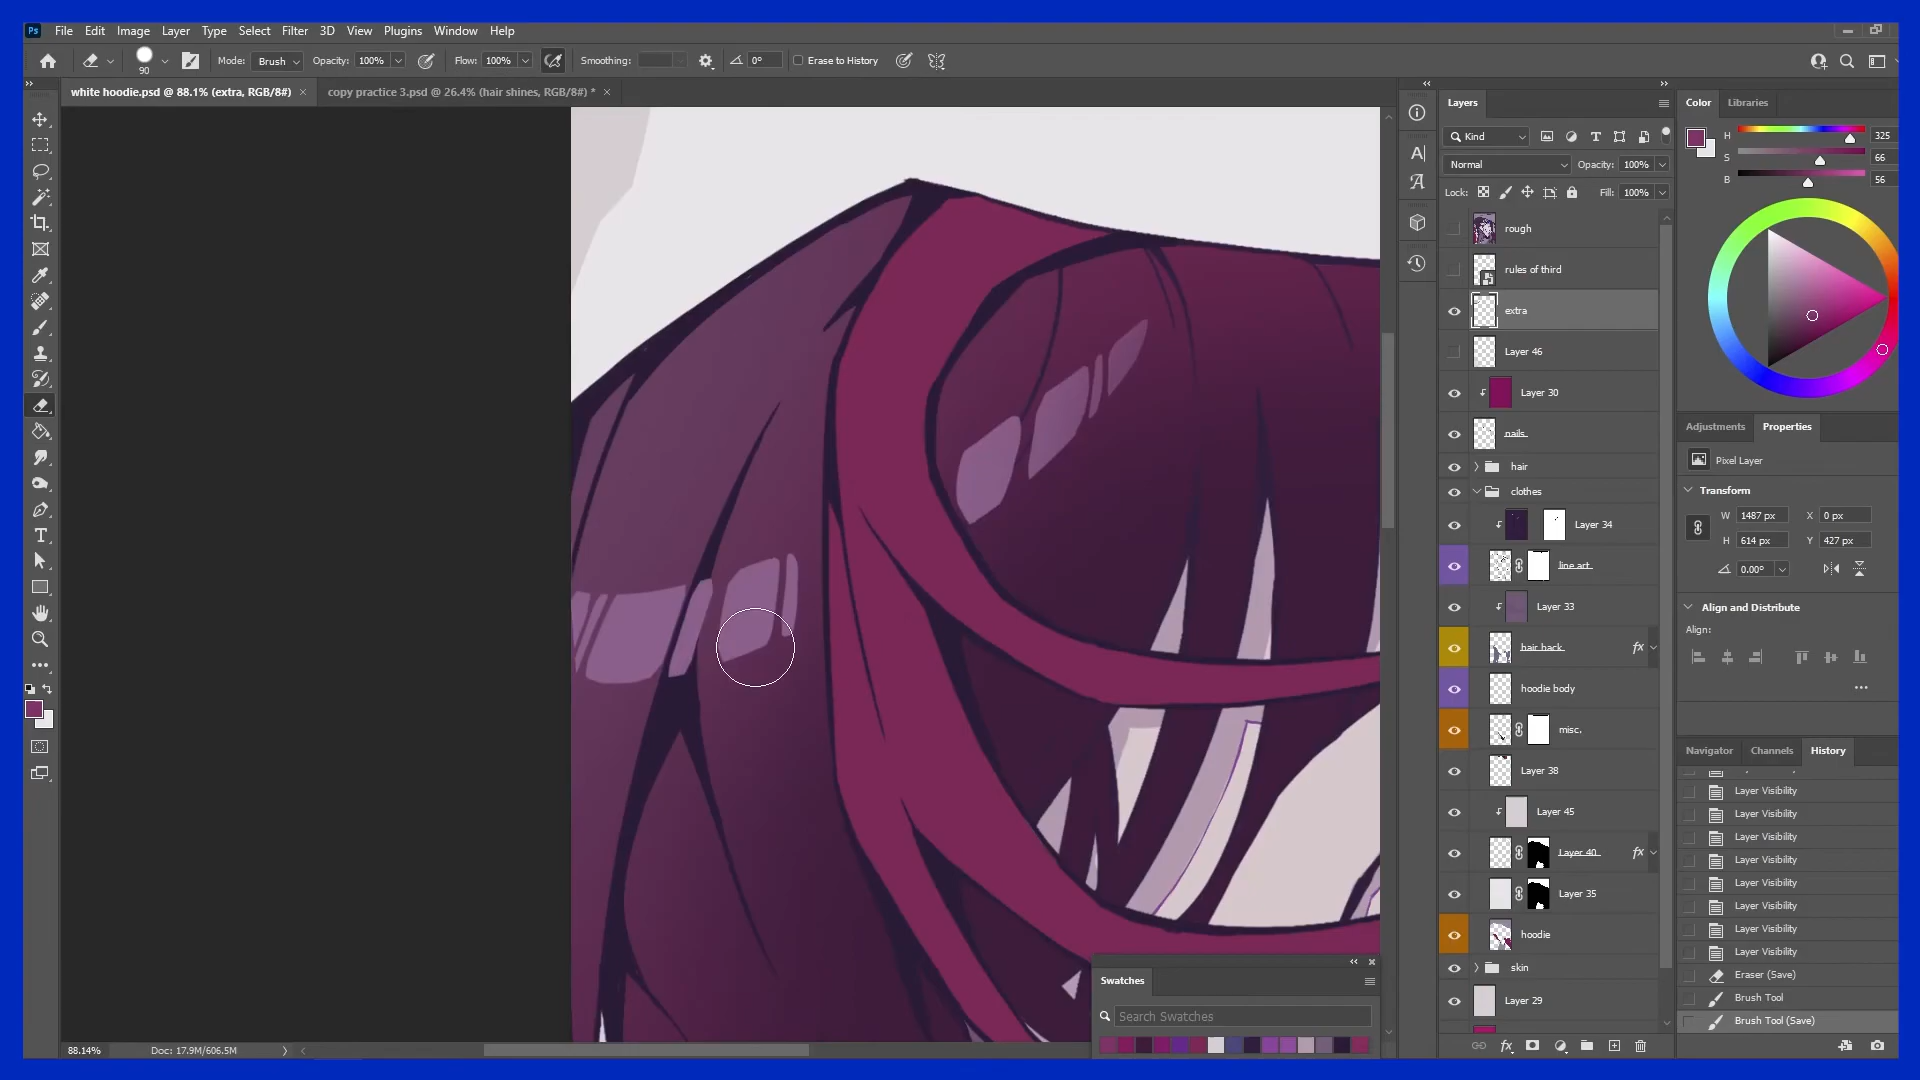 Ps File Edit Image Layer Type Select Filter 3D View Plugins Window Help
90 Mode: Brush Opacity: 100% Flow: 100% Smoothing: 0° Erase to History
white hoodie.psd @ 88.1% (extra, RGB/8#) × copy practice 3.psd @ 26.4% (hair shines, RGB/8#) * ×
Layers
Kind
Normal Opacity: 100%
Lock: Fill: 100%
rough
rules of third
extra
Layer 46
Layer 30
nails
hair
clothes
Layer 34
line art
Layer 33
hair back fx
hoodie body
misc.
Layer 38
Layer 45
Layer 40 fx
Layer 35
hoodie
skin
Layer 29
Color Libraries
H 325
S 66
B 56
Adjustments Properties
Pixel Layer
Transform
W 1487 px X 0 px
H 614 px Y 427 px
0.00°
Align and Distribute
Align:
Navigator Channels History
Layer Visibility
Layer Visibility
Layer Visibility
Layer Visibility
Layer Visibility
Layer Visibility
Layer Visibility
Layer Visibility
Eraser (Save)
Brush Tool
Brush Tool (Save)
Swatches
Search Swatches
88.14% Doc: 17.9M/606.5M